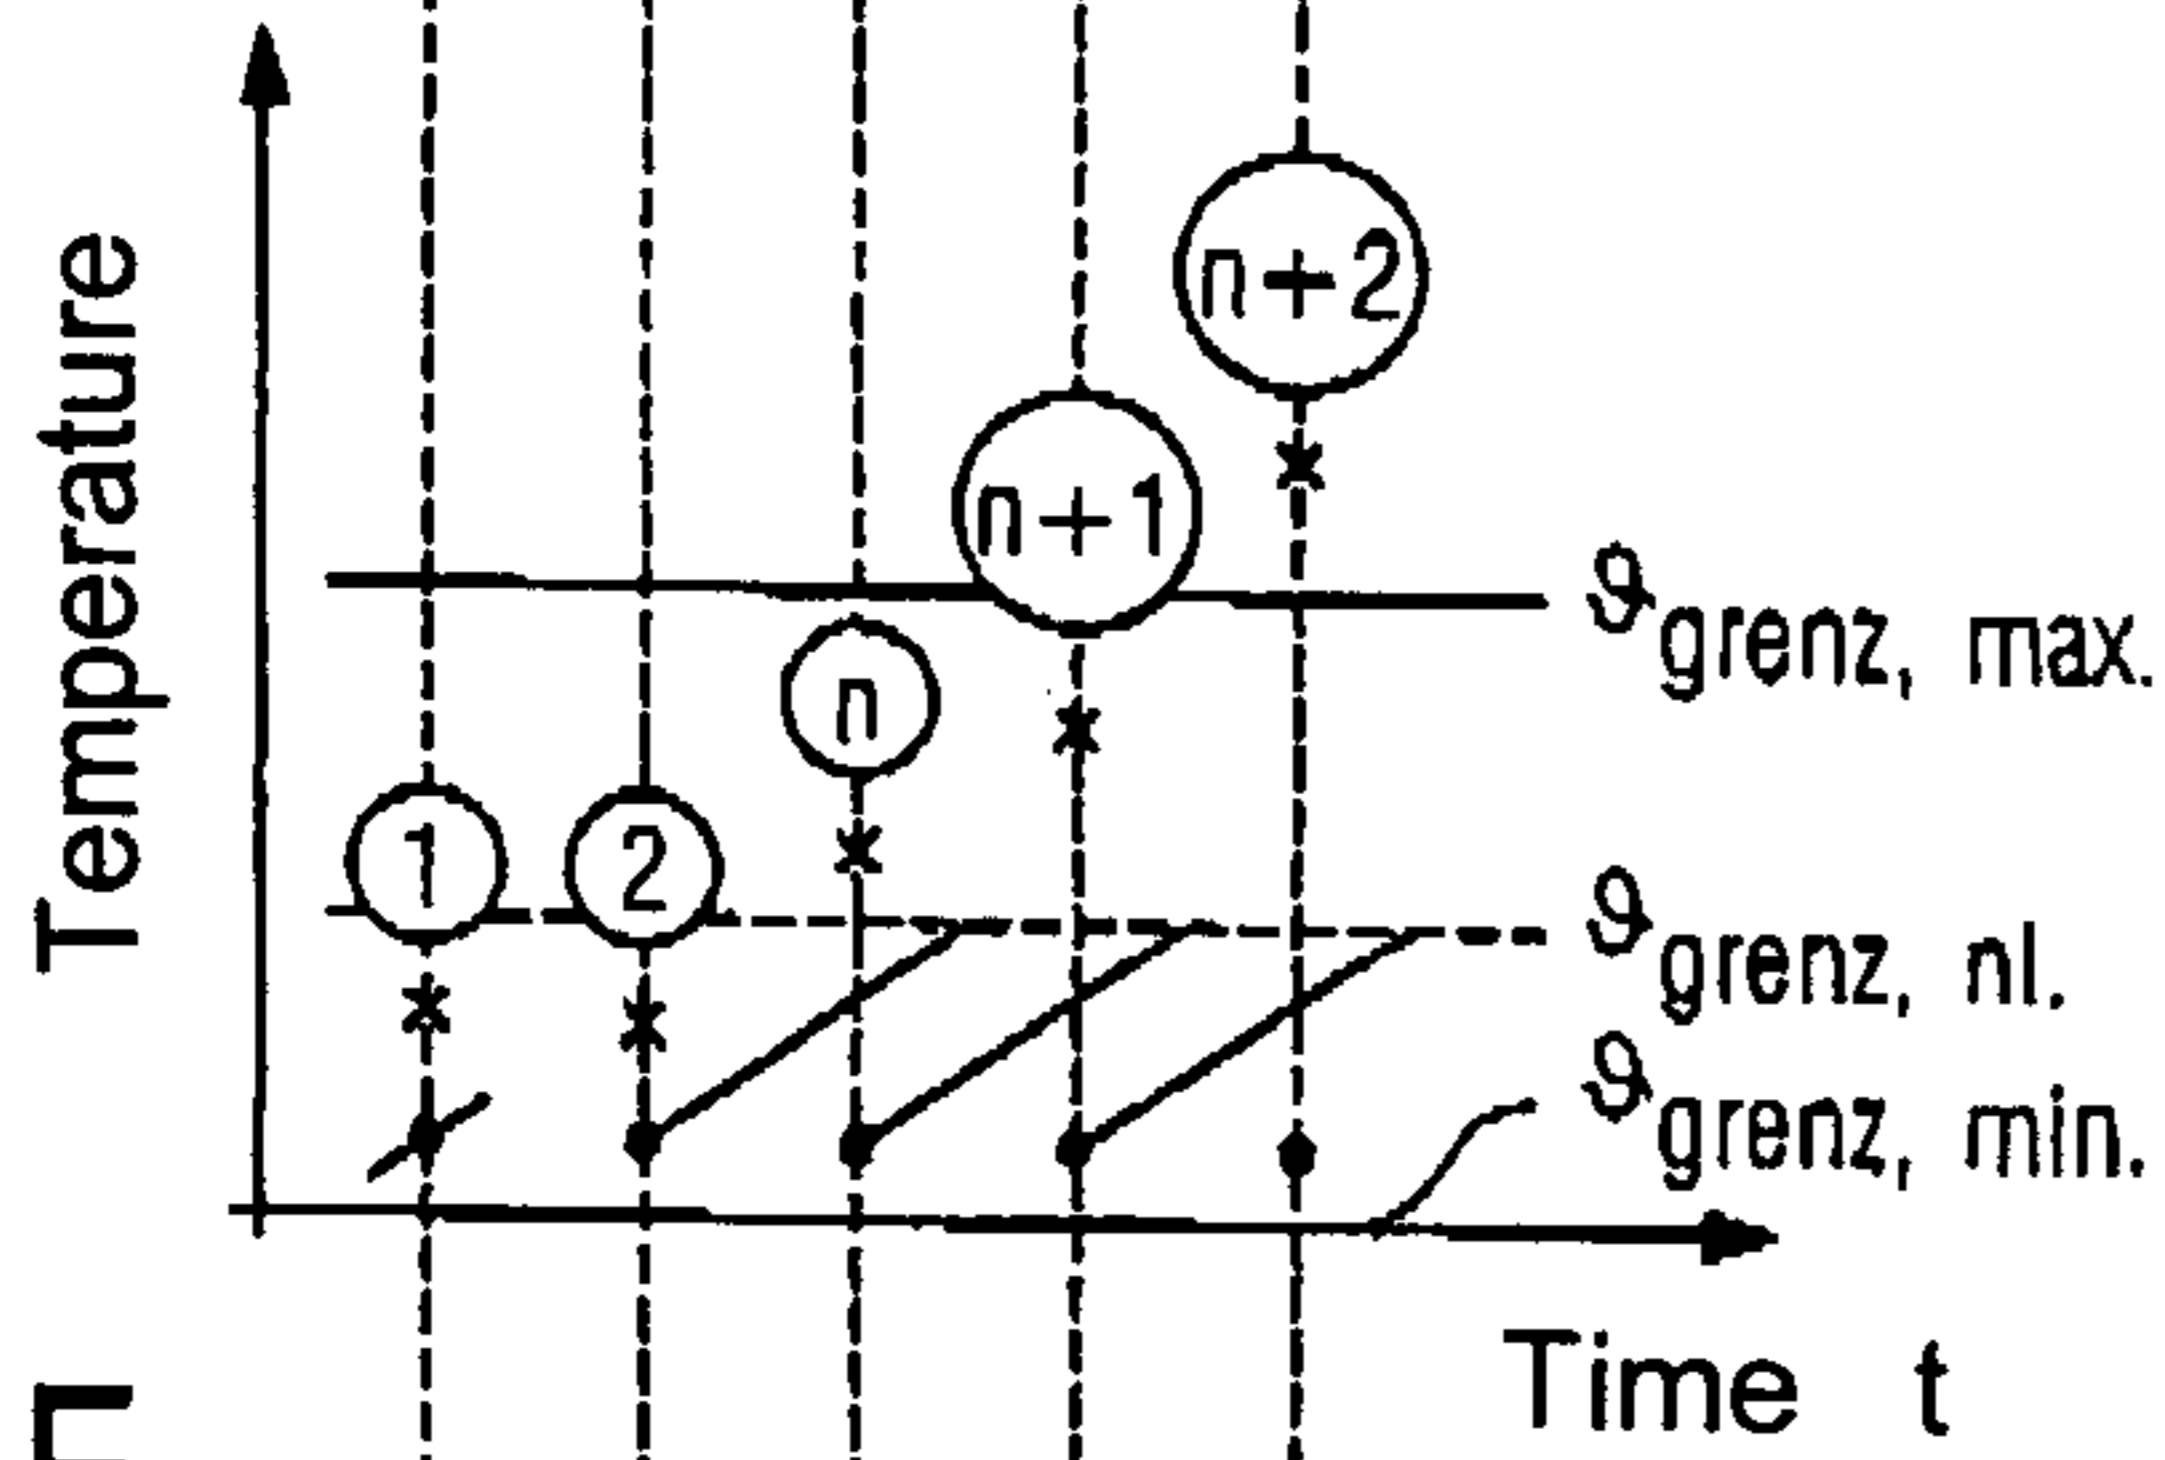 Temperature
n+2
n+1
ϑgrenz, max.
n
1
2
ϑgrenz, nl.
ϑgrenz, min.
Time t